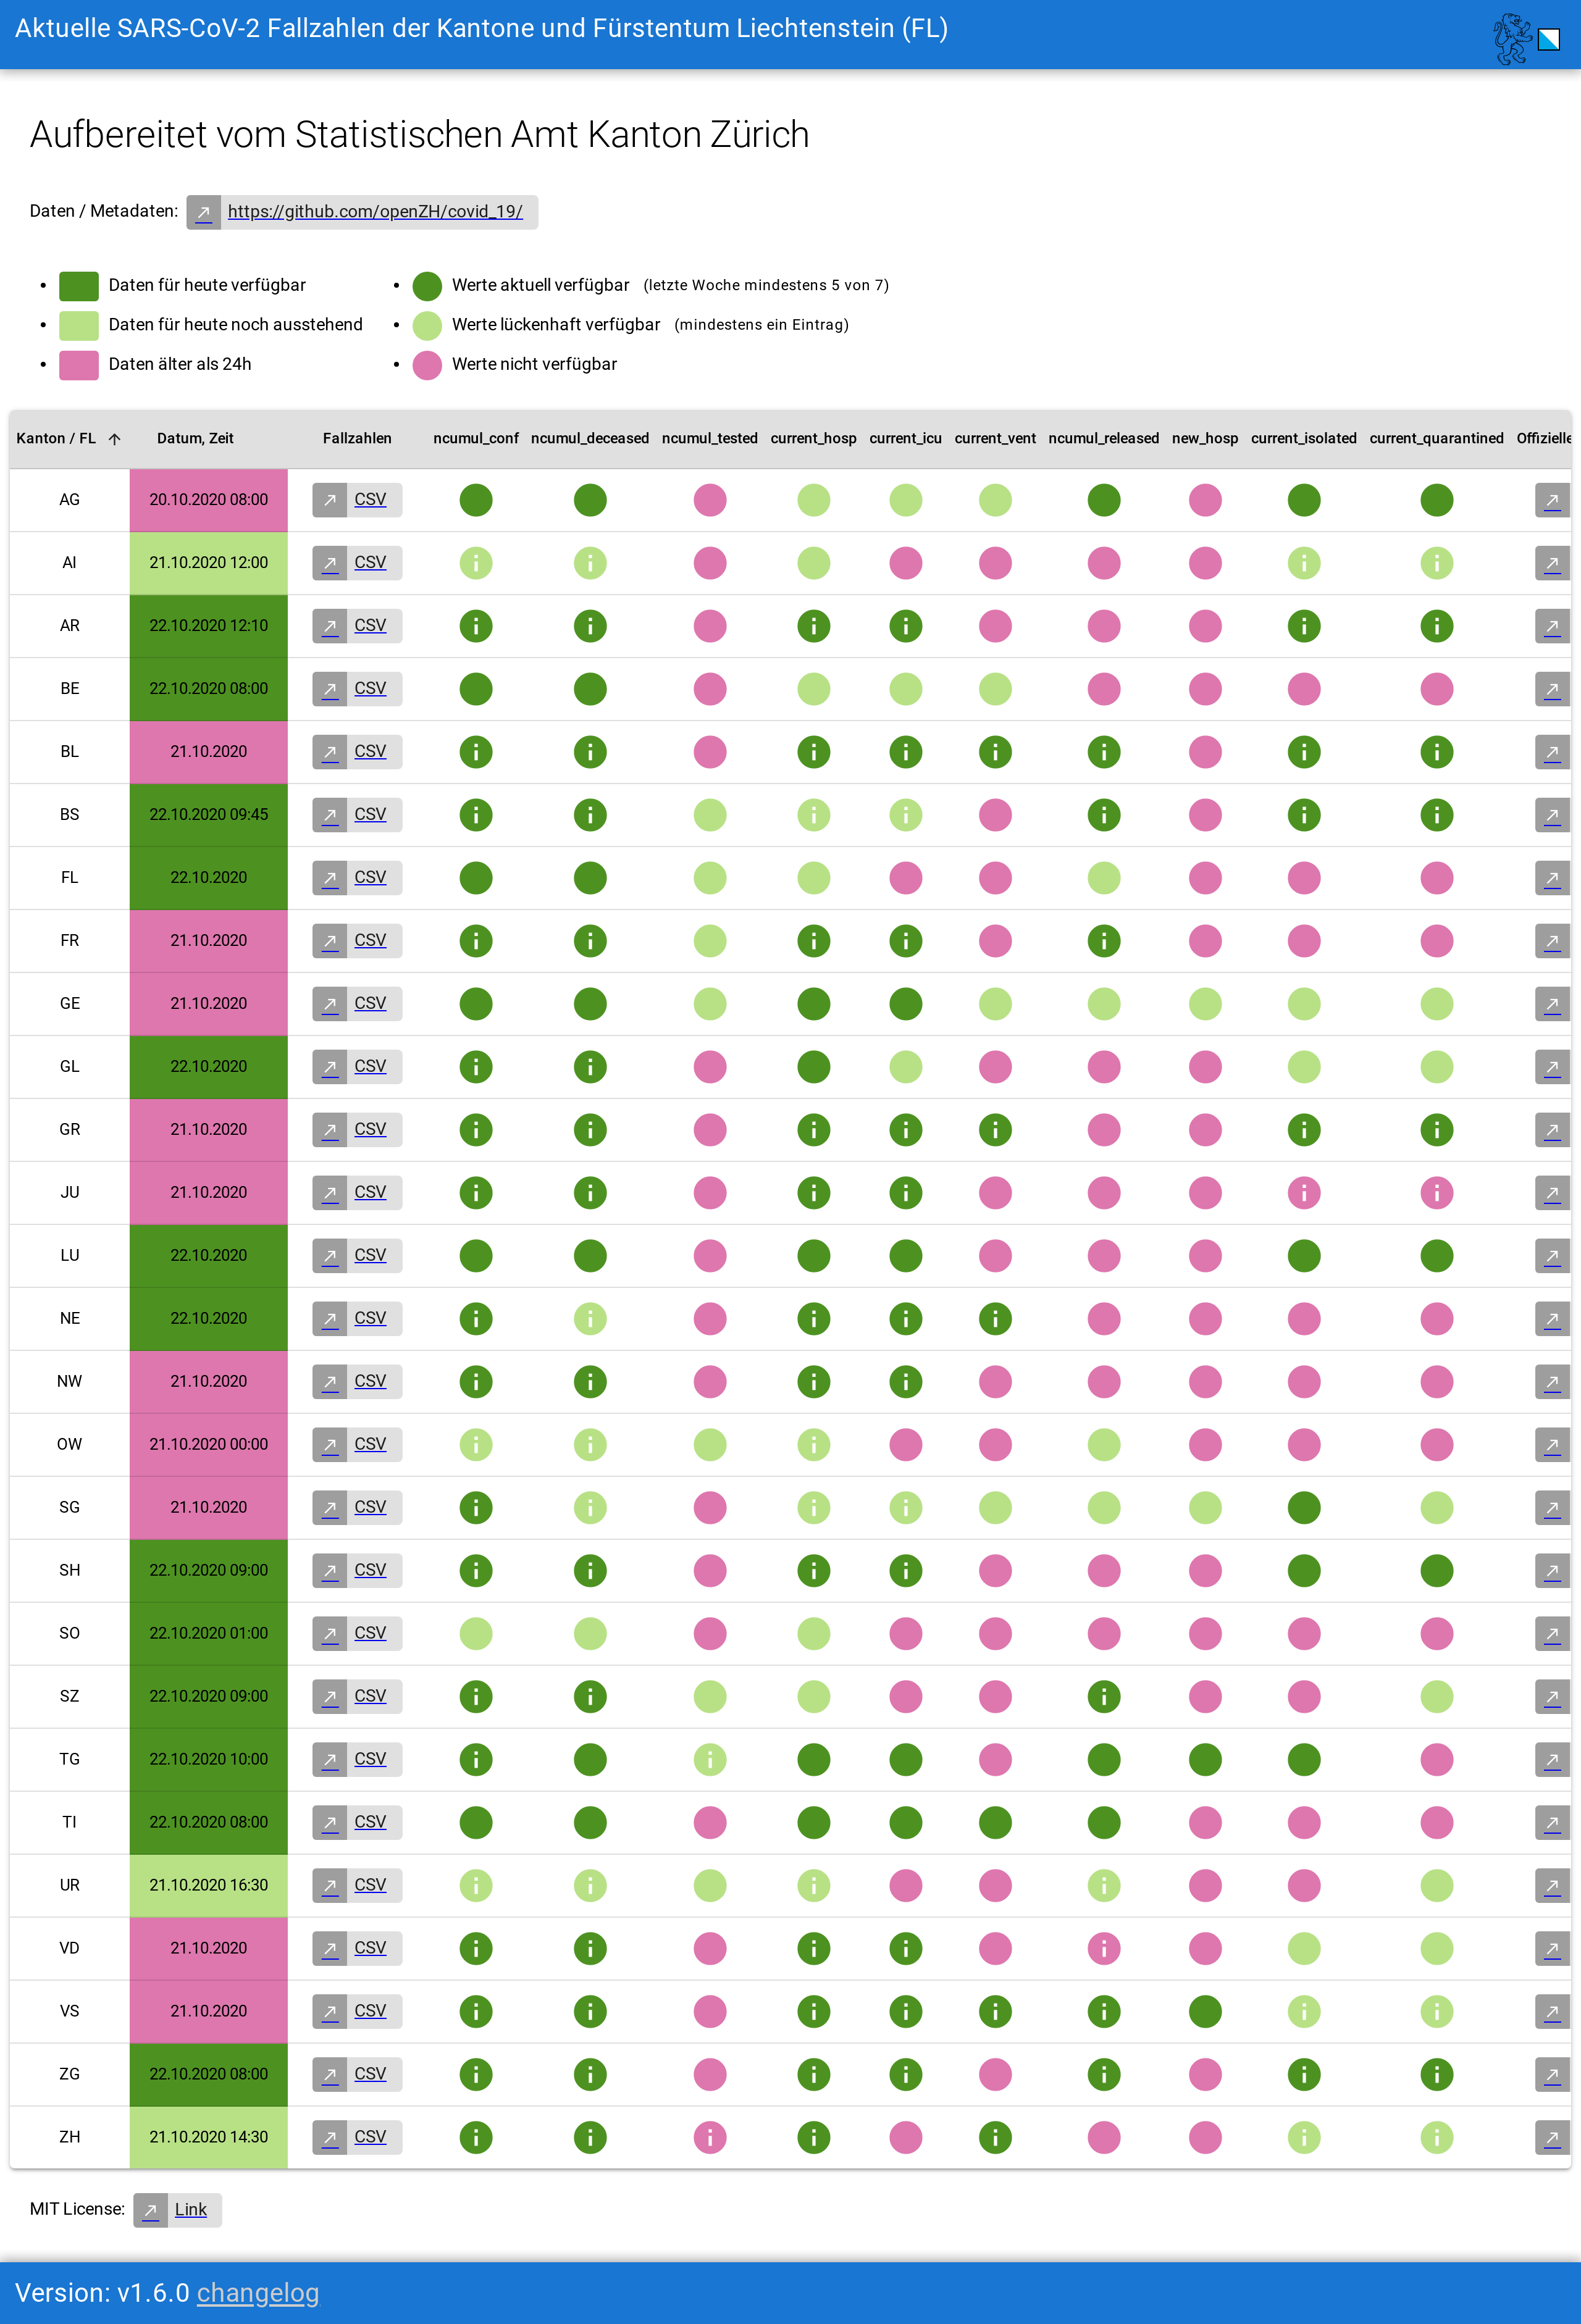 Aktuelle SARS-CoV-2 Fallzahlen der Kantone und Fürstentum Liechtenstein (FL)
Aufbereitet vom Statistischen Amt Kanton Zürich
Daten / Metadaten: https://github.com/openZH/covid_19/
Daten für heute verfügbar
Daten für heute noch ausstehend
Daten älter als 24h
Werte aktuell verfügbar (letzte Woche mindestens 5 von 7)
Werte lückenhaft verfügbar (mindestens ein Eintrag)
Werte nicht verfügbar
Kanton / FL Datum, Zeit Fallzahlen ncumul_conf ncumul_deceased ncumul_tested current_hosp current_icu current_vent ncumul_released new_hosp current_isolated current_quarantined Offizielle
AG 20.10.2020 08:00 CSV
AI 21.10.2020 12:00 CSV
AR 22.10.2020 12:10 CSV
BE 22.10.2020 08:00 CSV
BL 21.10.2020 CSV
BS 22.10.2020 09:45 CSV
FL 22.10.2020 CSV
FR 21.10.2020 CSV
GE 21.10.2020 CSV
GL 22.10.2020 CSV
GR 21.10.2020 CSV
JU 21.10.2020 CSV
LU 22.10.2020 CSV
NE 22.10.2020 CSV
NW 21.10.2020 CSV
OW 21.10.2020 00:00 CSV
SG 21.10.2020 CSV
SH 22.10.2020 09:00 CSV
SO 22.10.2020 01:00 CSV
SZ 22.10.2020 09:00 CSV
TG 22.10.2020 10:00 CSV
TI 22.10.2020 08:00 CSV
UR 21.10.2020 16:30 CSV
VD 21.10.2020 CSV
VS 21.10.2020 CSV
ZG 22.10.2020 08:00 CSV
ZH 21.10.2020 14:30 CSV
MIT License: Link
Version: v1.6.0 changelog